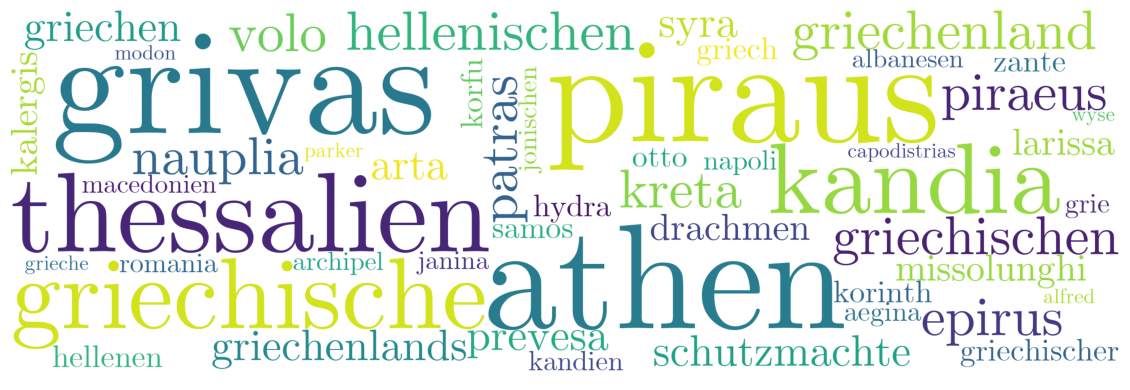 griechen
modon
volo
hellenischen
syra
griech
griechenland
albanesen
zante
kalergis
grivas
korfu
patras
jonischen
piraus
piraeus
wyse
nauplia
parker
arta
otto
napoli
capodistrias
larissa
macedonien
thessalien
hydra
samos
kreta
kandia
grie
drachmen
griechischen
grieche
romania
archipel
janina
athen
missolunghi
griechische
korinth
alfred
aegina
epirus
hellenen
griechenlands
prevesa
kandien
schutzmachte
griechischer